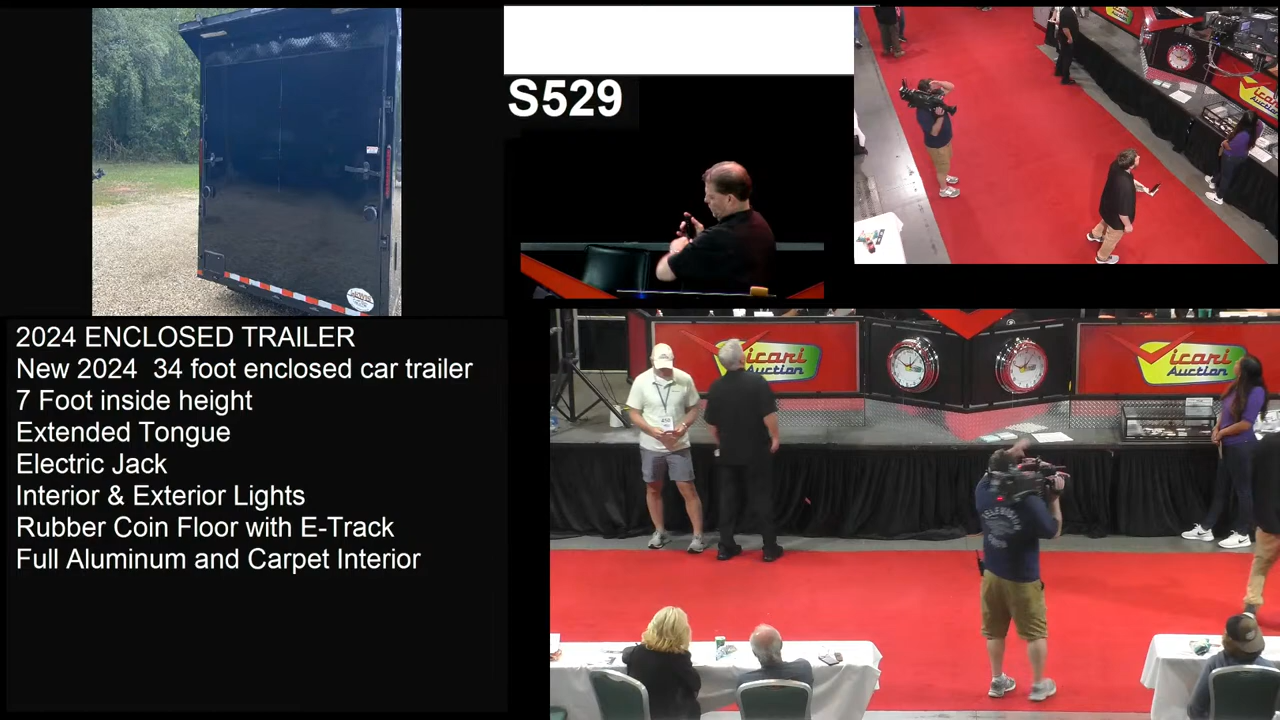 S529
2024 ENCLOSED TRAILER
New 2024  34 foot enclosed car trailer
7 Foot inside height
Extended Tongue
Electric Jack
Interior & Exterior Lights
Rubber Coin Floor with E-Track
Full Aluminum and Carpet Interior
Vicari
Auction
Vicari
Auction